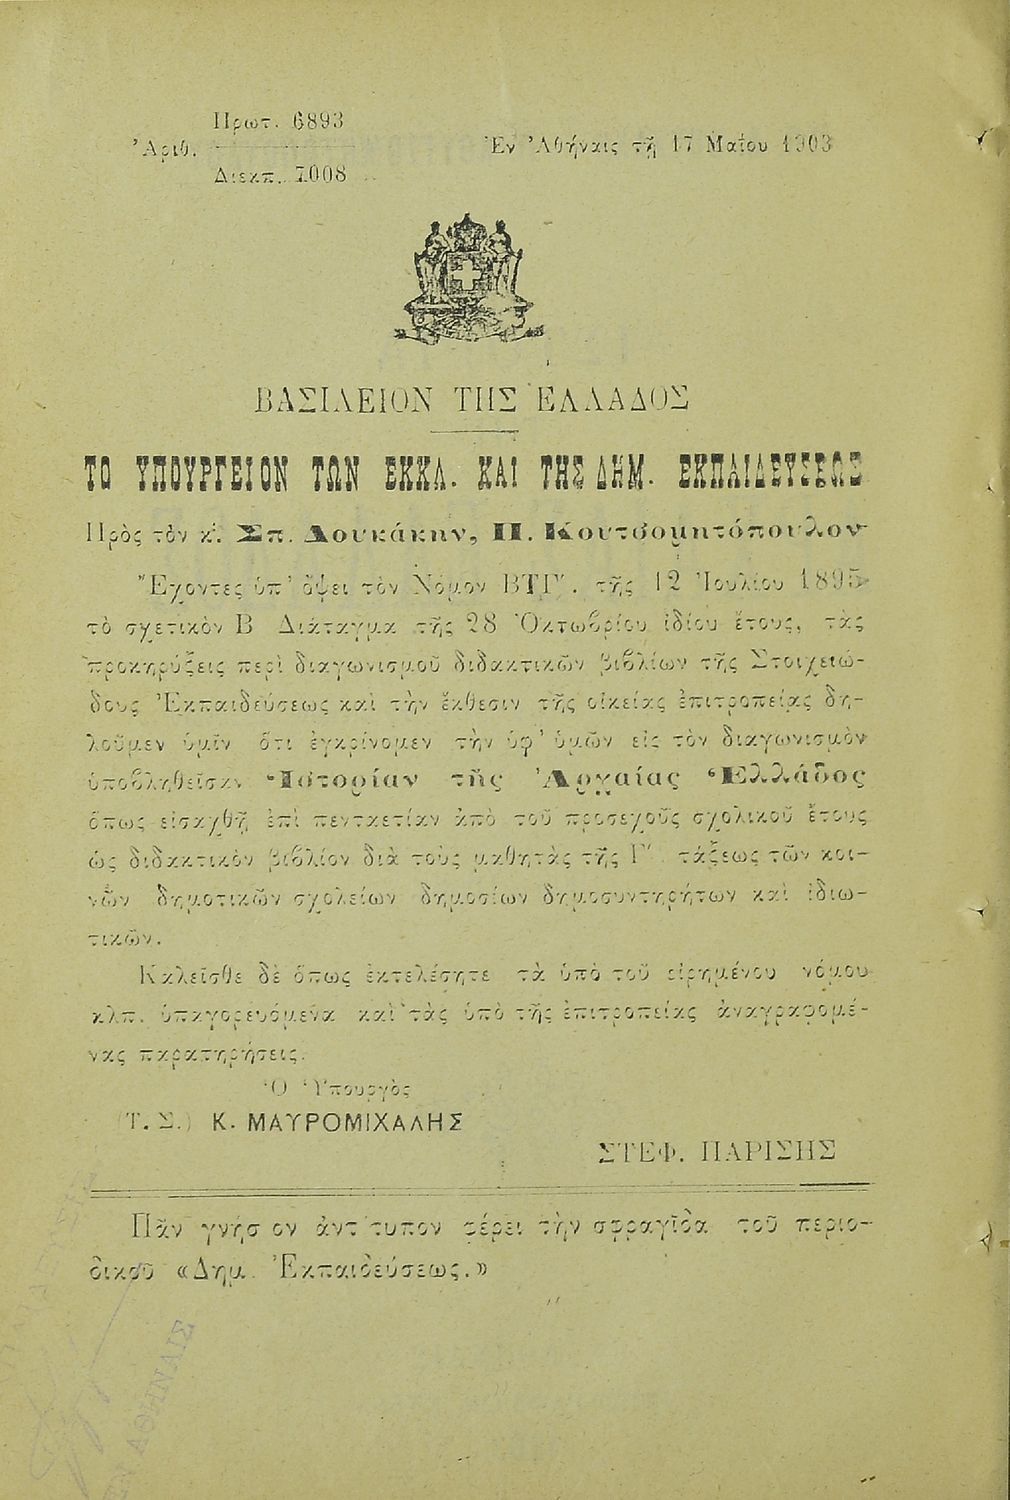 Πρωτ. 6893
Ἀριθ.
Διεκπ. 7008
Ἐν Ἀθήναις τῇ 17 Μαΐου 1903
ΒΑΣΙΛΕΙΟΝ ΤΗΣ ἙΛΛΑΔΟΣ
ΤΟ ΥΠΟΥΡΓΕΙΟΝ ΤΩΝ ΕΚΚΛ. ΚΑΙ ΤΗΣ ΔΗΜ. ΕΚΠΑΙΔΕΥΣΕΩΣ
Πρὸς τὸν κ. Σπ. Δουκάκην, Π. Κουτσομητόπουλον
Ἔχοντες ὑπ' ὄψει τὸν Νόμον ΒΤΓ'. τῆς 12 Ἰουλίου 1895
τὸ σχετικὸν Β. Διάταγμα τῆς 28 Ὀκτωβρίου ἰδίου ἔτους, τὰς
προκηρύξεις περὶ διαγωνισμοῦ διδακτικῶν βιβλίων τῆς Στοιχειώ-
δους Ἐκπαιδεύσεως καὶ τὴν ἔκθεσιν τῆς οἰκείας ἐπιτροπείας δη-
λοῦμεν ὑμῖν ὅτι ἐγκρίνομεν τὴν ὑφ' ὑμῶν εἰς τὸν διαγωνισμὸν
ὑποβληθεῖσαν Ἱστορίαν τῆς Ἀρχαίας Ἑλλάδος
ὅπως εἰσαχθῇ ἐπὶ πενταετίαν ἀπὸ τοῦ προσεχοῦς σχολικοῦ ἔτους
ὡς διδακτικὸν βιβλίον διὰ τοὺς μαθητὰς τῆς Γ'. τάξεως τῶν κοι-
νῶν δημοτικῶν σχολείων δημοσίων δημοσυντηρήτων καὶ ἰδιω-
τικῶν.
Καλεῖσθε δὲ ὅπως ἐκτελέσητε τὰ ὑπὸ τοῦ εἰρημένου νόμου
κλπ. ὑπαγορευόμενα καὶ τὰς ὑπὸ τῆς ἐπιτροπείας ἀναγραφομέ-
νας παρατηρήσεις.
Ὁ Ὑπουργὸς
(Τ. Σ.) Κ. ΜΑΥΡΟΜΙΧΑΛΗΣ
ΣΤΕΦ. ΠΑΡΙΣΗΣ
Πᾶν γνήσ ον ἀντ τυπον φέρει τὴν σφραγῖδα τοῦ περιο-
δικοῦ «Δημ. Ἐκπαιδεύσεως.»